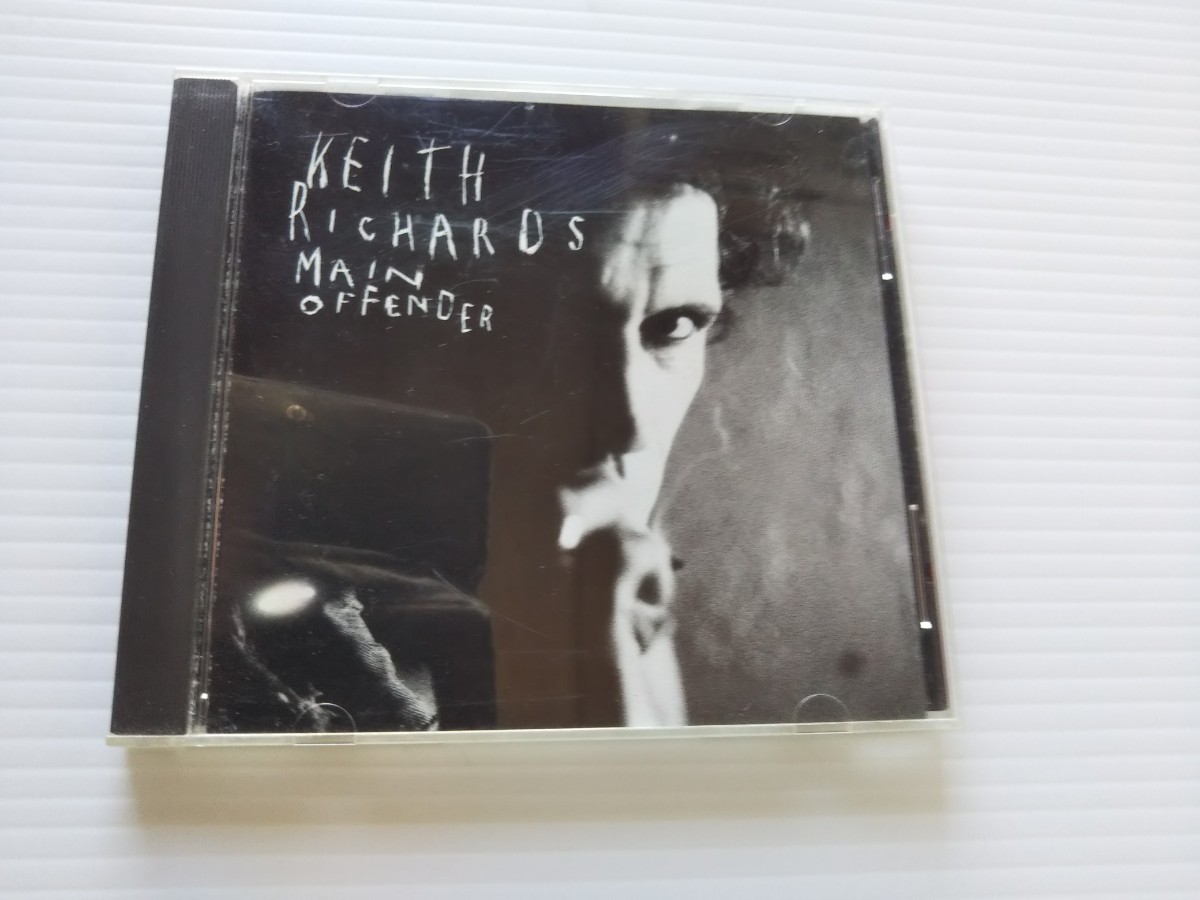 KEITH
RICHARDS
MAIN
OFFENDER